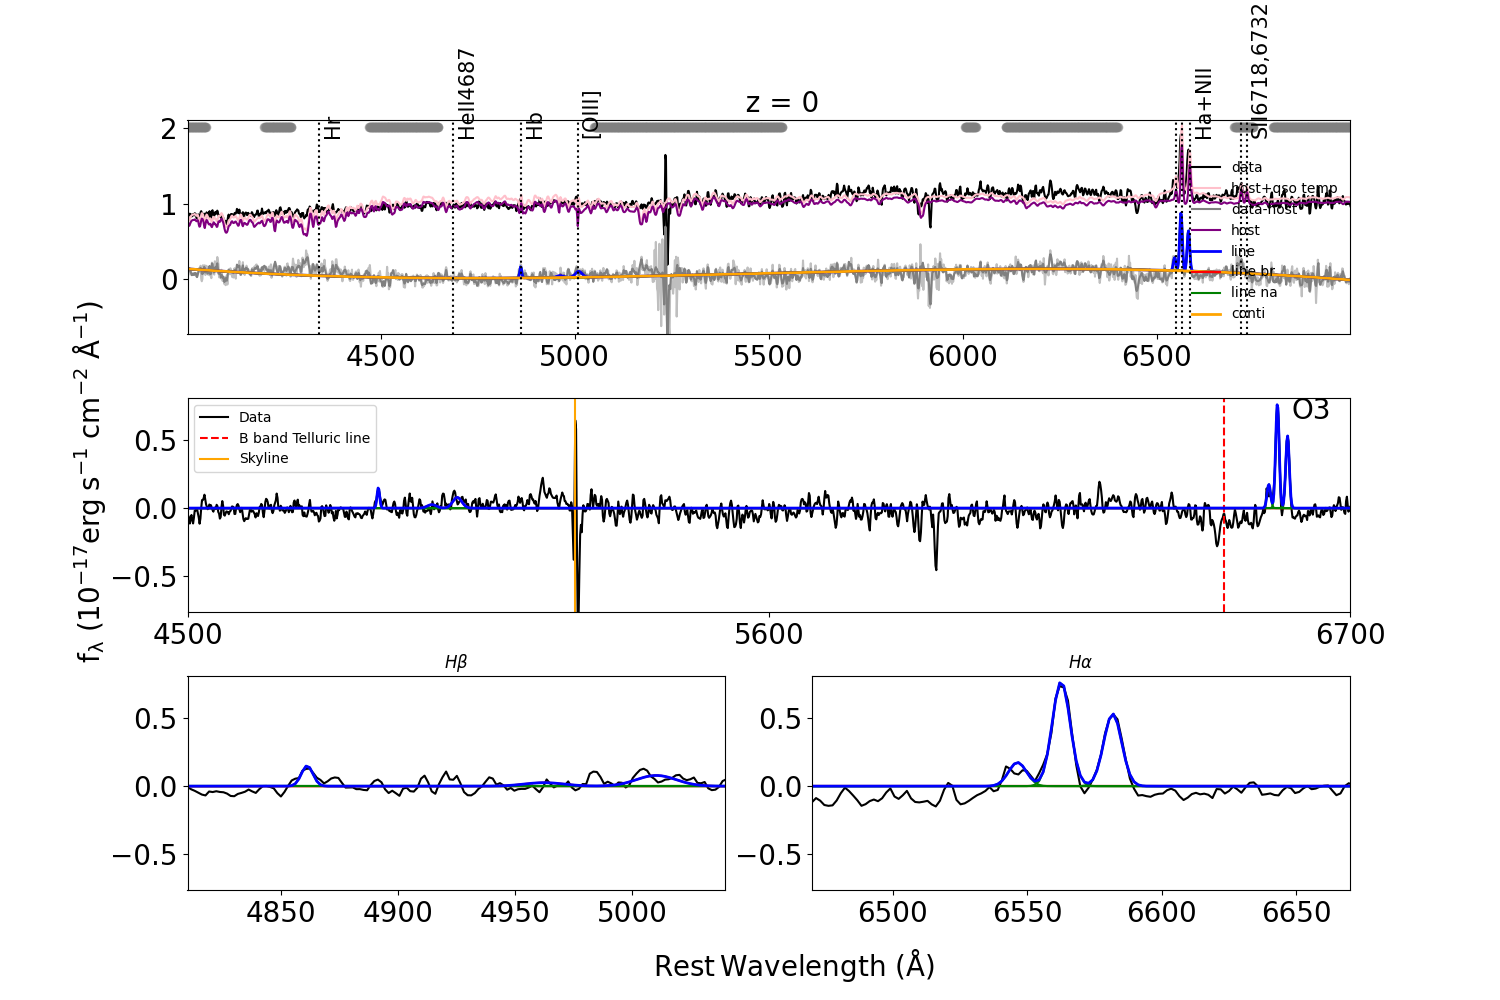 z = 0
Hr
HeII4687
Hb
[OIII]
Ha+NII
SII6718,6732
2
1
0
data
host+qso temp
data-host
host
line
line br
line na
conti
4500 5000 5500 6000 6500
Data
B band Telluric line
Skyline
O3
0.5
0.0
−0.5
4500 5600 6700
fλ (10⁻¹⁷erg s⁻¹ cm⁻² Å⁻¹)
Hβ
0.5
0.0
−0.5
4850 4900 4950 5000
Hα
0.5
0.0
−0.5
6500 6550 6600 6650
Rest Wavelength (Å)